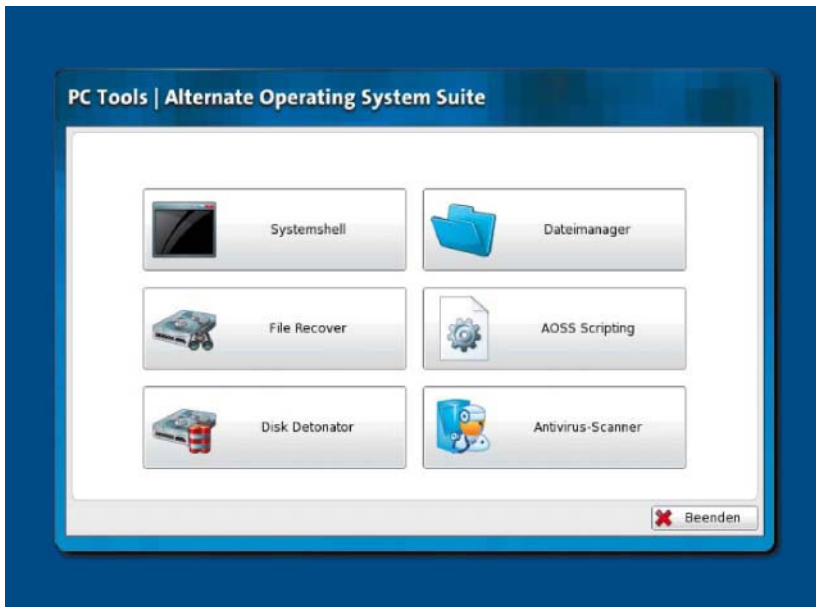 PC Tools | Alternate Operating System Suite
Systemshell
Dateimanager
File Recover
AOSS Scripting
Disk Detonator
Antivirus-Scanner
Beenden